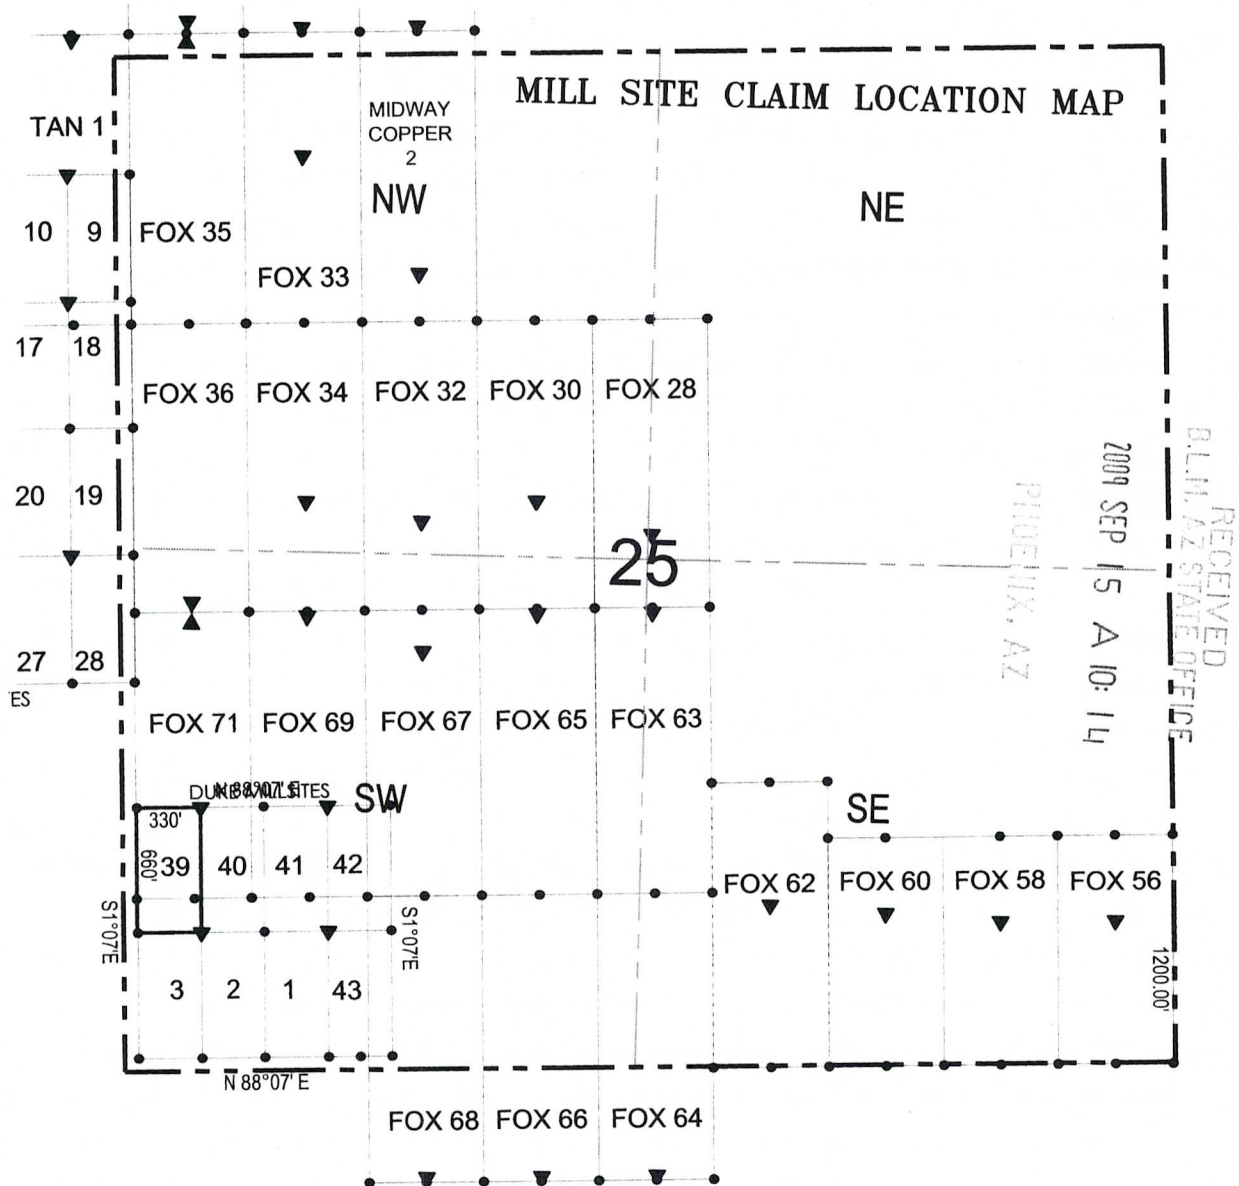 MILL SITE CLAIM LOCATION MAP
TAN 1
MIDWAY
COPPER
2
NW
NE
10 9
FOX 35
FOX 33
17 18
FOX 36 FOX 34 FOX 32 FOX 30 FOX 28
20 19
25
27 28
ES
FOX 71 FOX 69 FOX 67 FOX 65 FOX 63
N 88°07' E
SW
SE
330'
660'
39 40 41 42
FOX 62 FOX 60 FOX 58 FOX 56
S1°07'E
S1°07'E
1200.00'
3 2 1 43
N 88°07' E
FOX 68 FOX 66 FOX 64
RECEIVED
B.L.M. AZ STATE OFFICE
2009 SEP 15 A 10: 14
PHOENIX, AZ